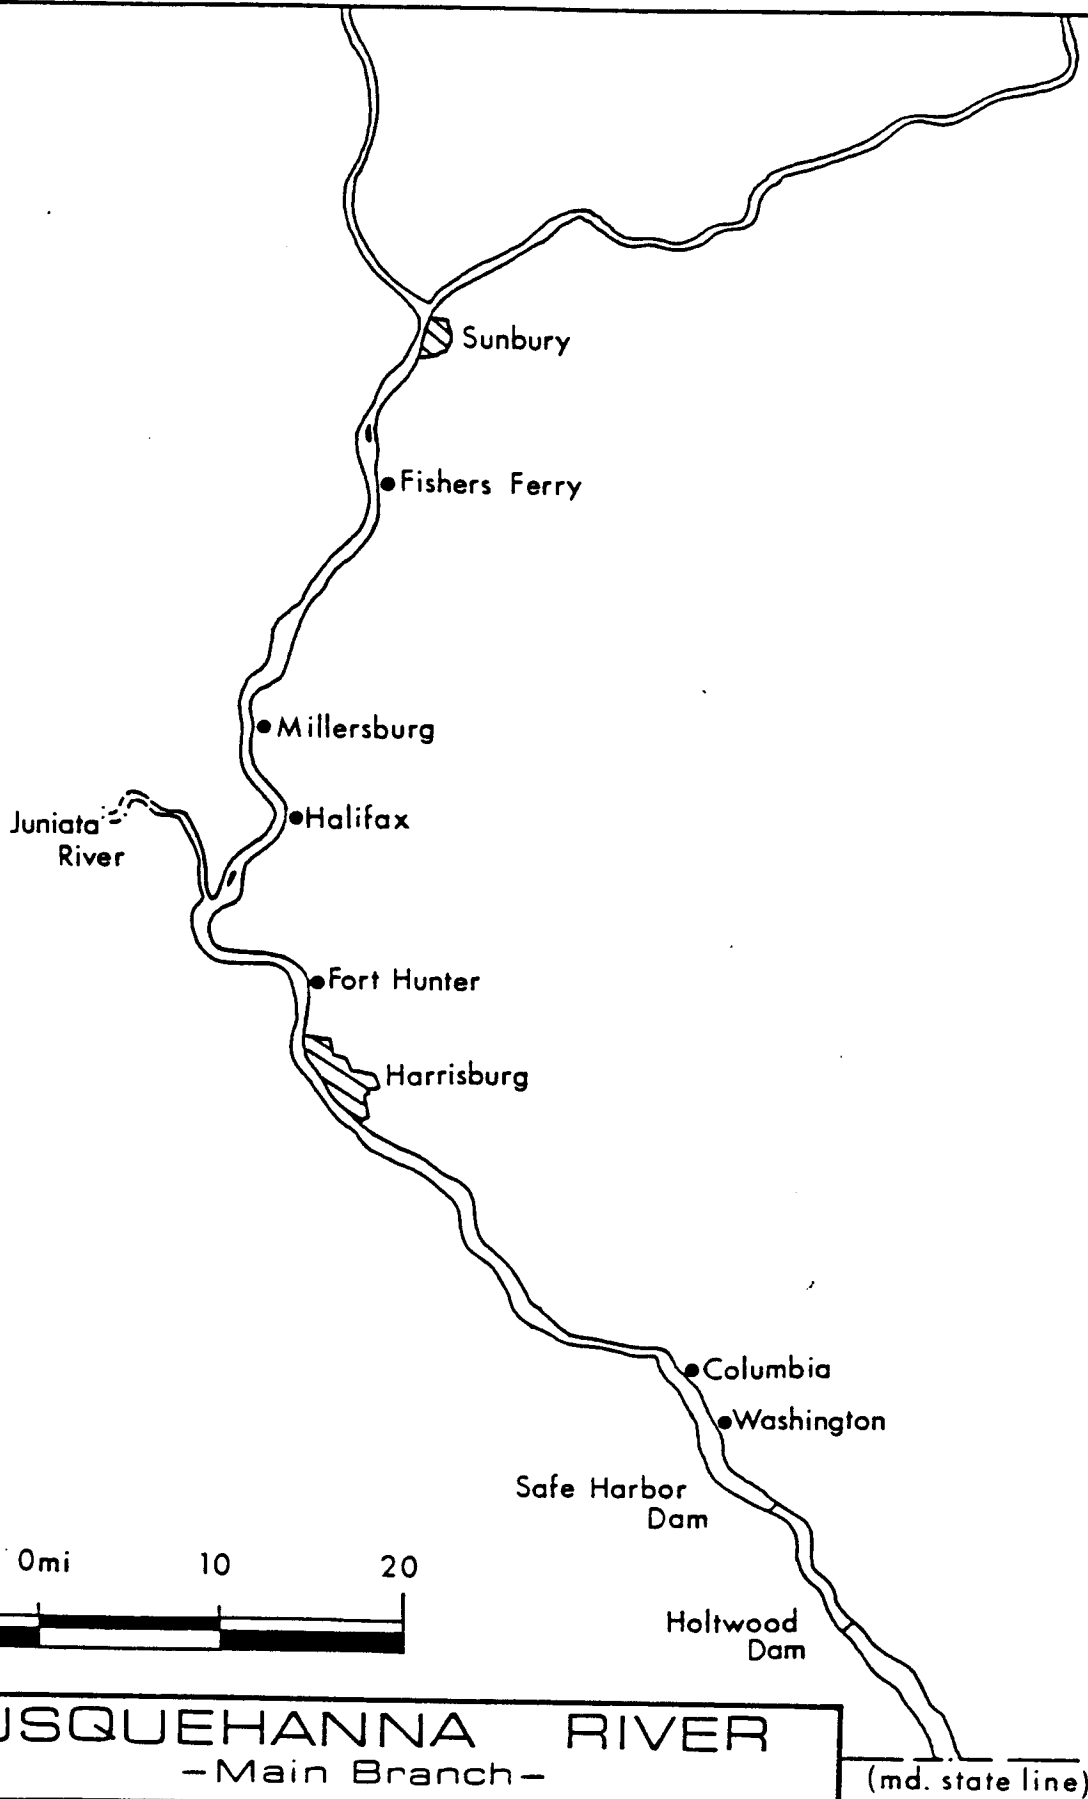 Sunbury
Fishers Ferry
Millersburg
Juniata
River
Halifax
Fort Hunter
Harrisburg
Columbia
Washington
Safe Harbor
Dam
0mi 10 20
Holtwood
Dam
USQUEHANNA RIVER
-Main Branch-
(md. state line)